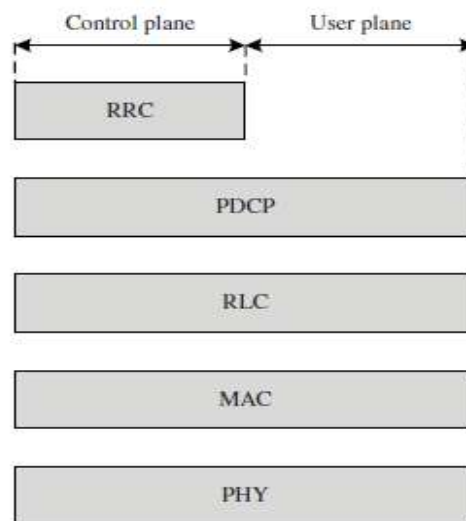 Control plane
User plane
RRC
PDCP
RLC
MAC
PHY